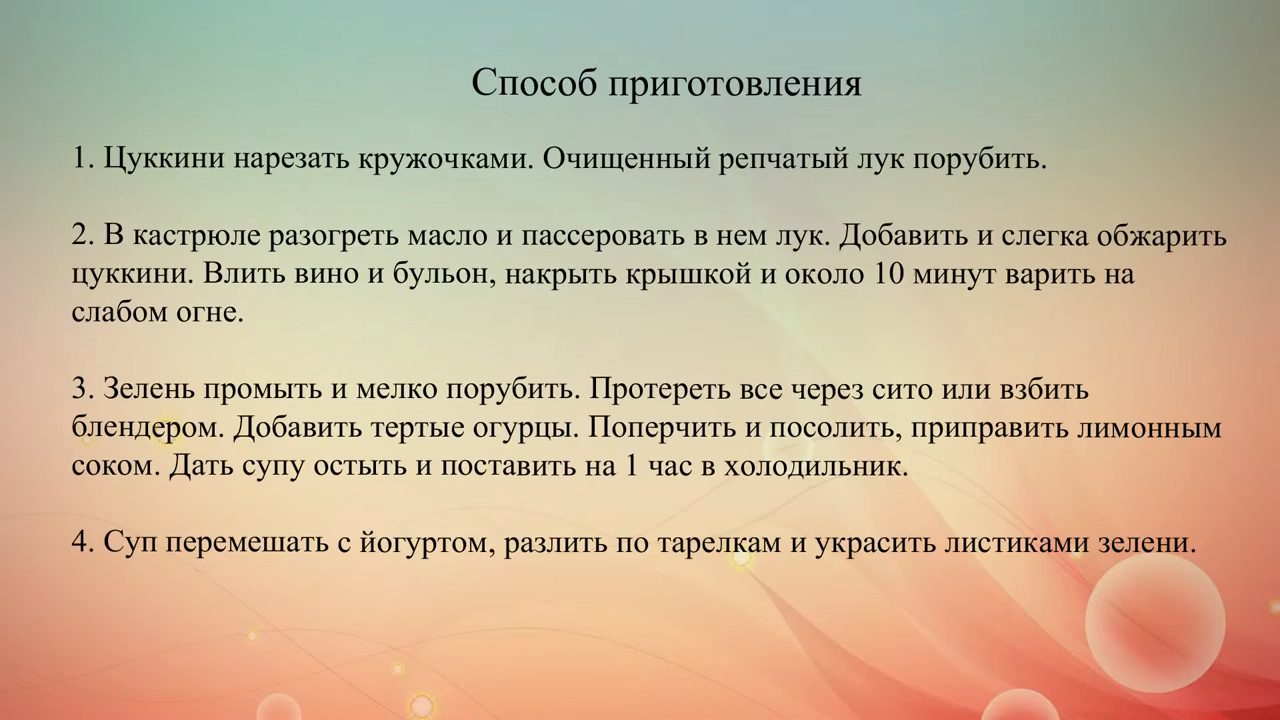 Способ приготовления
1. Цуккини нарезать кружочками. Очищенный репчатый лук порубить.
2. В кастрюле разогреть масло и пассеровать в нем лук. Добавить и слегка обжарить
цуккини. Влить вино и бульон, накрыть крышкой и около 10 минут варить на
слабом огне.
3. Зелень промыть и мелко порубить. Протереть все через сито или взбить
блендером. Добавить тертые огурцы. Поперчить и посолить, приправить лимонным
соком. Дать супу остыть и поставить на 1 час в холодильник.
4. Суп перемешать с йогуртом, разлить по тарелкам и украсить листиками зелени.